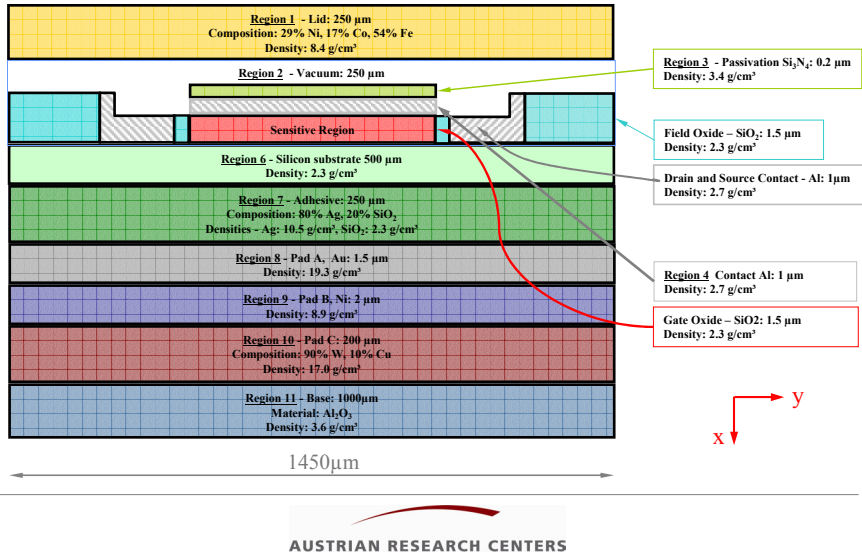 Region 1 - Lid: 250 µm
Composition: 29% Ni, 17% Co, 54% Fe
Density: 8.4 g/cm³
Region 2 - Vacuum: 250 µm
Region 3 - Passivation Si₃N₄: 0.2 µm
Density: 3.4 g/cm³
Sensitive Region
Field Oxide – SiO₂: 1.5 µm
Density: 2.3 g/cm³
Region 6 - Silicon substrate 500 µm
Density: 2.3 g/cm³
Drain and Source Contact - Al: 1µm
Density: 2.7 g/cm³
Region 7 - Adhesive: 250 µm
Composition: 80% Ag, 20% SiO₂
Densities - Ag: 10.5 g/cm³, SiO₂: 2.3 g/cm³
Region 8 - Pad A, Au: 1.5 µm
Density: 19.3 g/cm³
Region 4 Contact Al: 1 µm
Density: 2.7 g/cm³
Region 9 - Pad B, Ni: 2 µm
Density: 8.9 g/cm³
Gate Oxide – SiO2: 1.5 µm
Density: 2.3 g/cm³
Region 10 - Pad C: 200 µm
Composition: 90% W, 10% Cu
Density: 17.0 g/cm³
Region 11 - Base: 1000µm
Material: Al₂O₃
Density: 3.6 g/cm³
y
x
1450µm
AUSTRIAN RESEARCH CENTERS